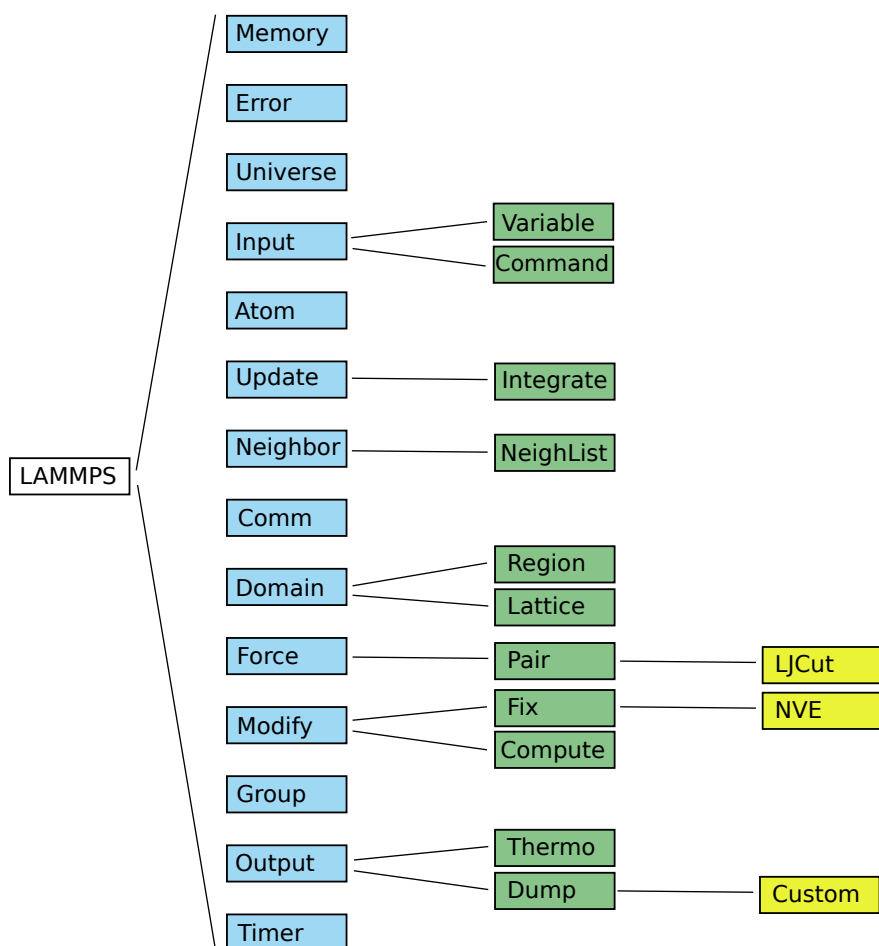 Memory
Error
Universe
Input
Variable
Command
Atom
Update
Integrate
Neighbor
NeighList
LAMMPS
Comm
Domain
Region
Lattice
Force
Pair
LJCut
Modify
Fix
NVE
Compute
Group
Output
Thermo
Dump
Custom
Timer